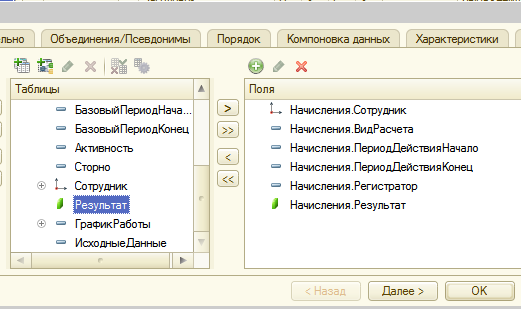 льно
Объединения/Псевдонимы
Порядок
Компоновка данных
Характеристики
Таблицы
БазовыйПериодНача...
БазовыйПериодКонец
Активность
Сторно
Сотрудник
Результат
ГрафикРаботы
ИсходныеДанные
>
>>
<
<<
Поля
Начисления.Сотрудник
Начисления.ВидРасчета
Начисления.ПериодДействияНачало
Начисления.ПериодДействияКонец
Начисления.Регистратор
Начисления.Результат
< Назад
Далее >
OK